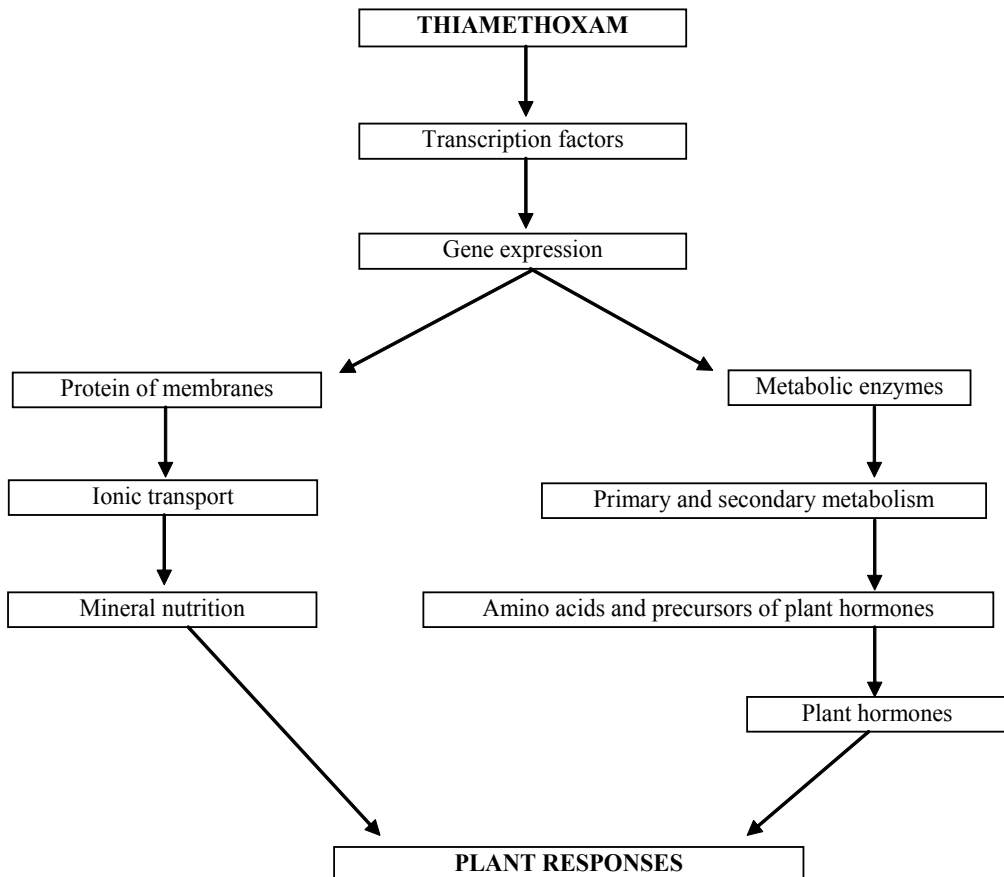 THIAMETHOXAM
Transcription factors
Gene expression
Protein of membranes
Metabolic enzymes
Ionic transport
Primary and secondary metabolism
Mineral nutrition
Amino acids and precursors of plant hormones
Plant hormones
PLANT RESPONSES